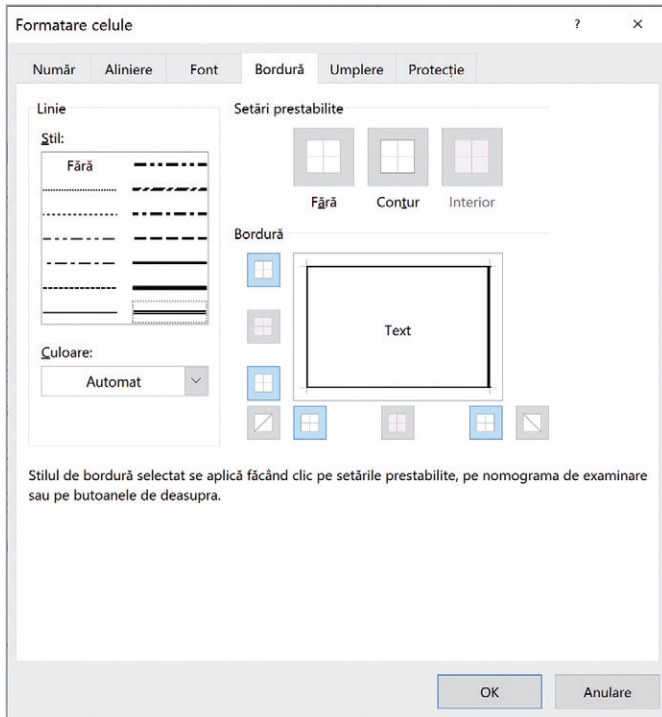 Formatare celule
? ×
Număr Aliniere Font Bordură Umplere Protecție
Linie
Stil:
Fără
Culoare:
Automat
Setări prestabilite
Fără Contur Interior
Bordură
Text
Stilul de bordură selectat se aplică făcând clic pe setările prestabilite, pe nomograma de examinare
sau pe butoanele de deasupra.
OK Anulare